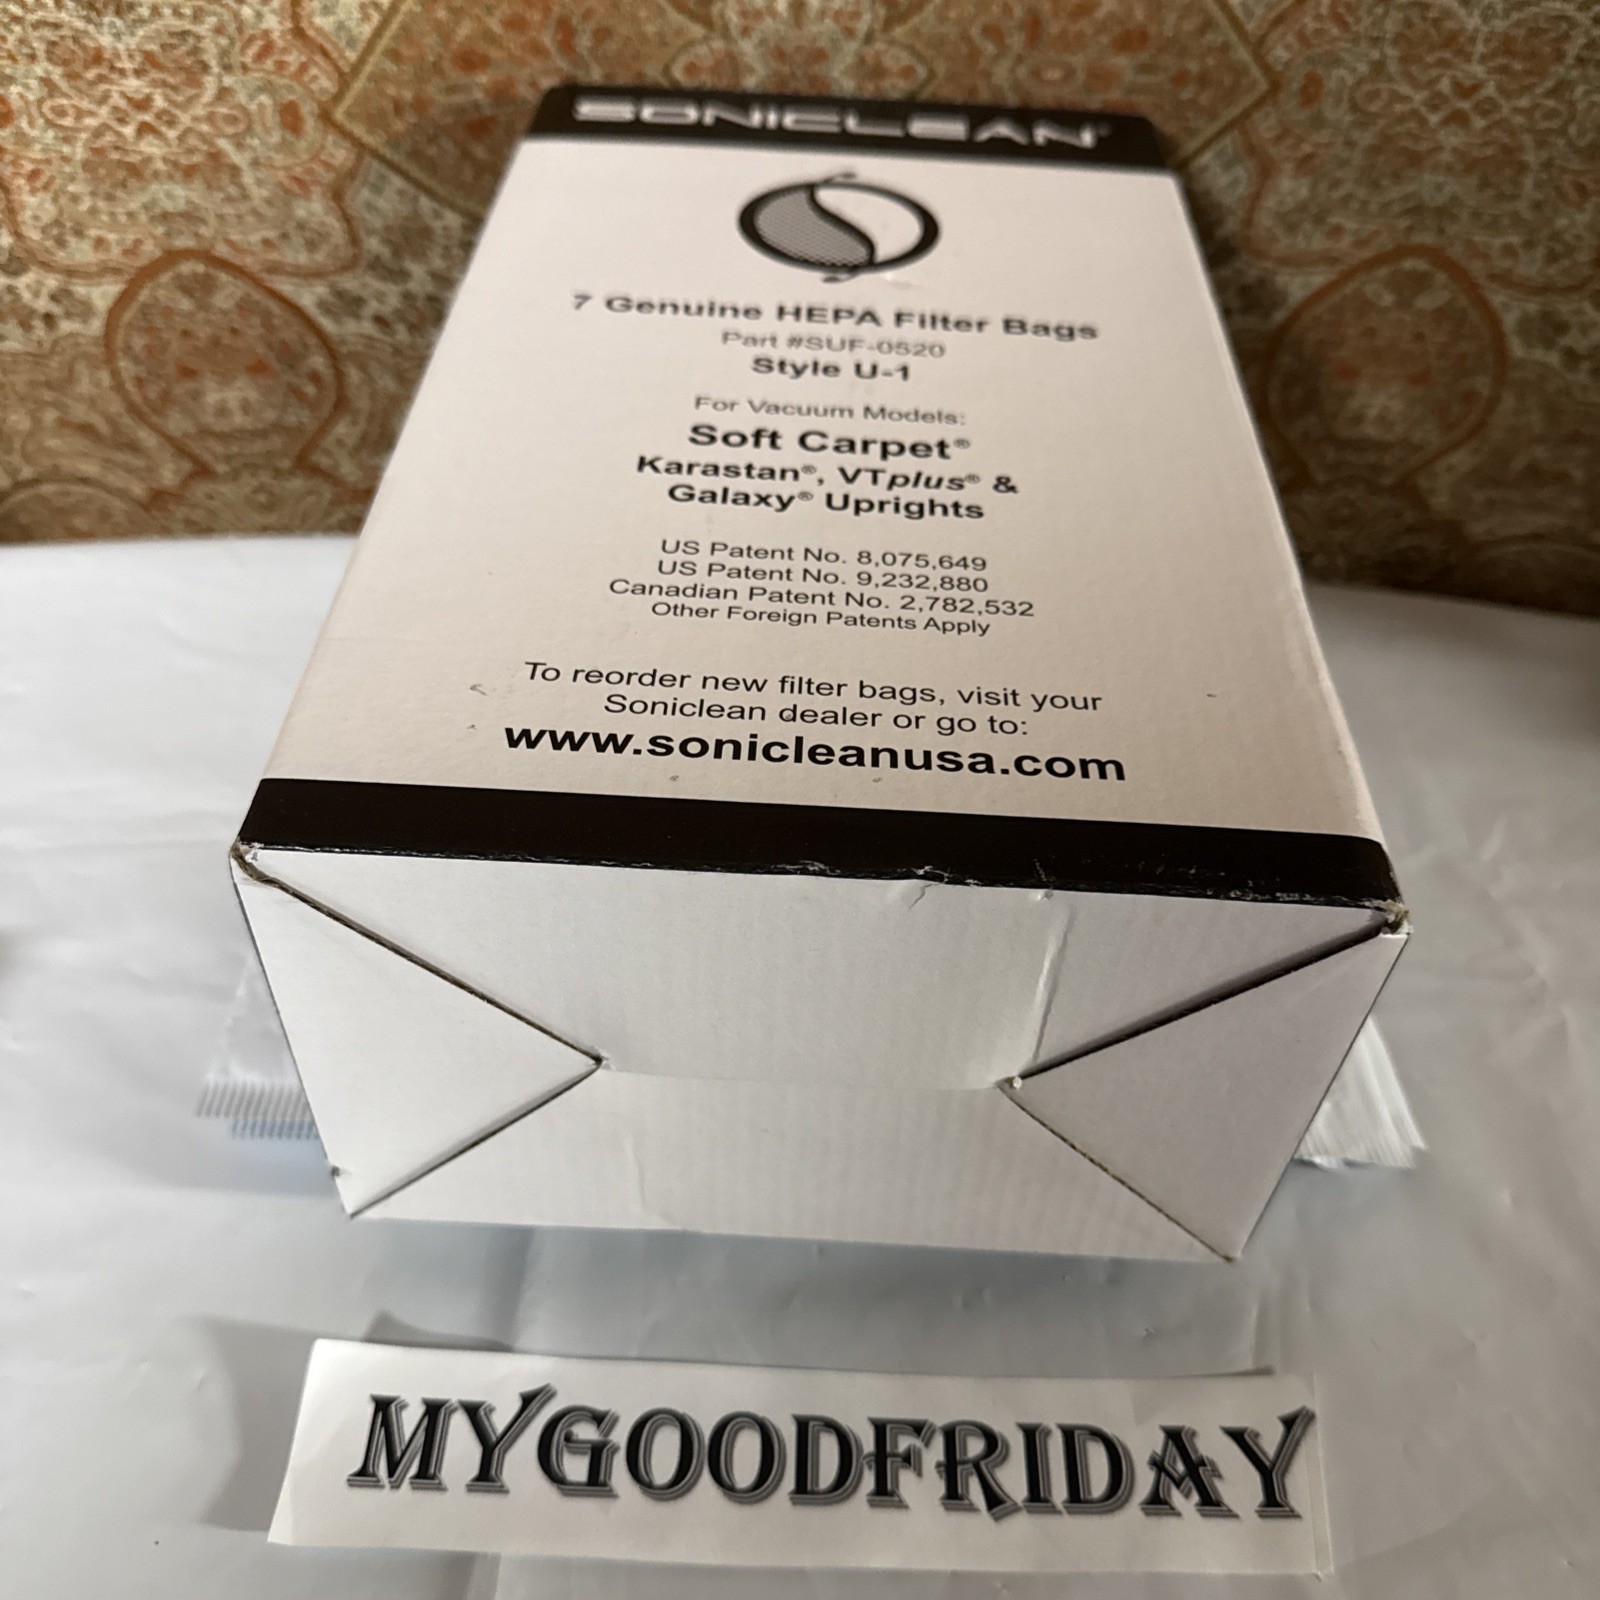 SONICLEAN®
7 Genuine HEPA Filter Bags
Part #SUF-0520
Style U-1
For Vacuum Models:
Soft Carpet®
Karastan®, VTplus® &
Galaxy® Uprights
US Patent No. 8,075,649
US Patent No. 9,232,880
Canadian Patent No. 2,782,532
Other Foreign Patents Apply
To reorder new filter bags, visit your
Soniclean dealer or go to:
www.sonicleanusa.com
MYGOODFRIDAY